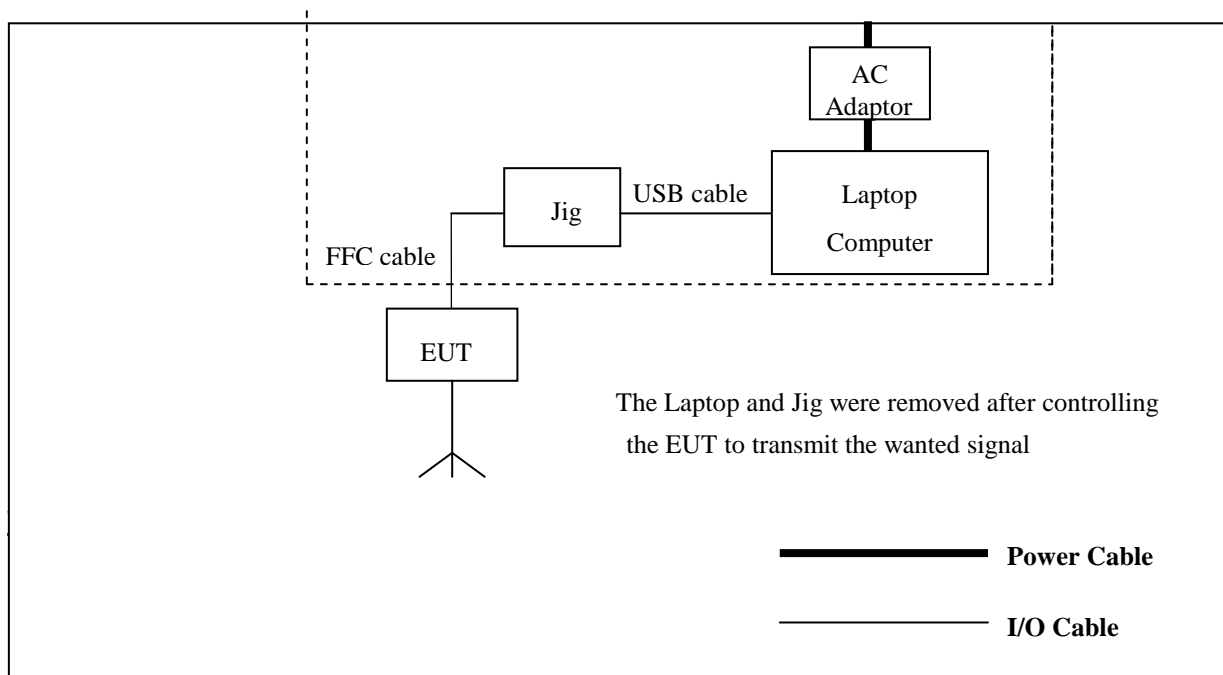 AC
Adaptor
Laptop
Computer
USB cable
Jig
FFC cable
EUT
The Laptop and Jig were removed after controlling
the EUT to transmit the wanted signal
Power Cable
I/O Cable